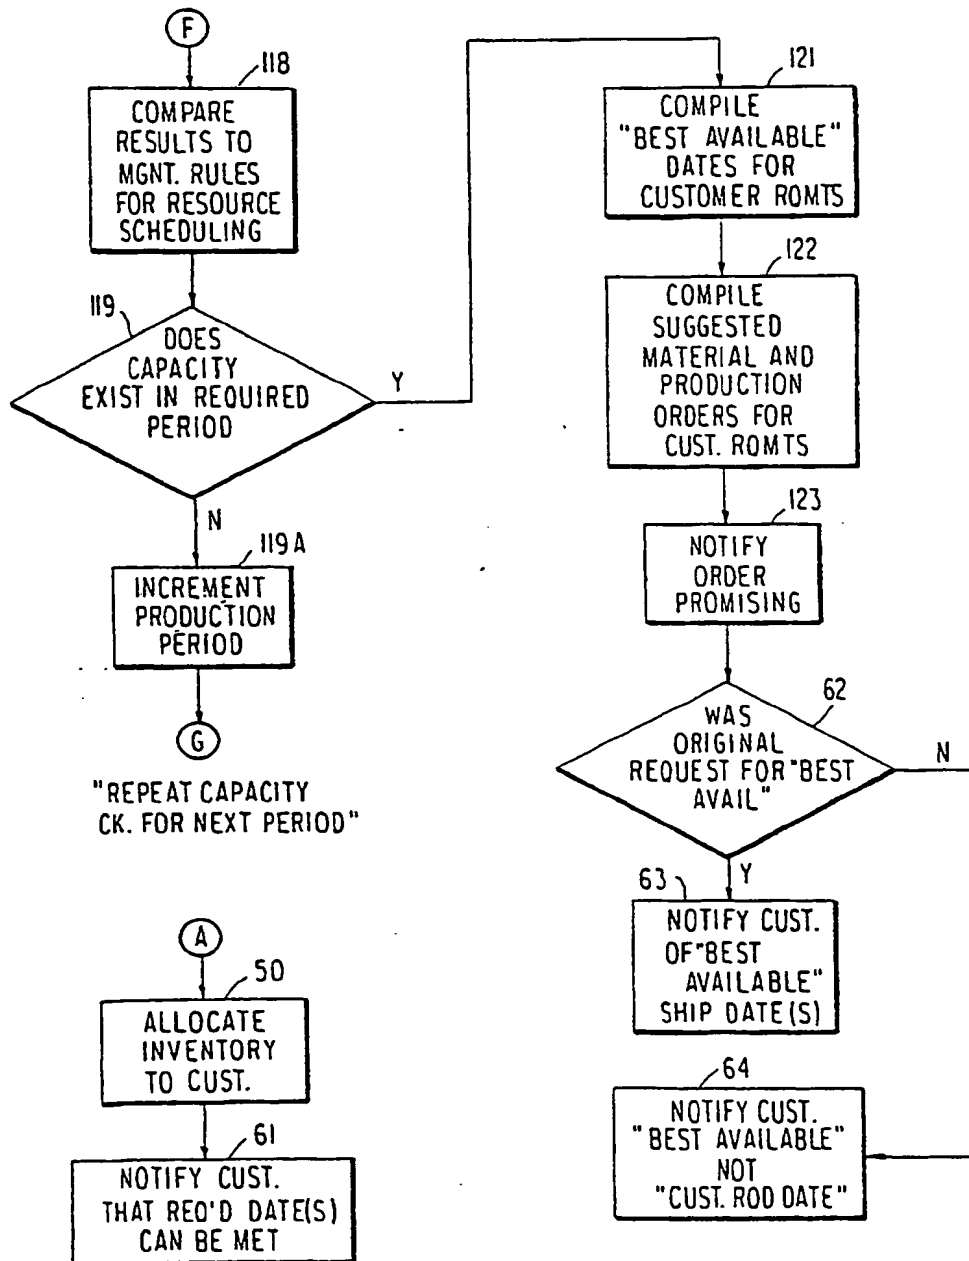 F
118
COMPARE
RESULTS TO
MGNT. RULES
FOR RESOURCE
SCHEDULING
119
DOES
CAPACITY
EXIST IN REQUIRED
PERIOD
Y
N
119A
INCREMENT
PRODUCTION
PERIOD
G
"REPEAT CAPACITY
CK. FOR NEXT PERIOD"
A
50
ALLOCATE
INVENTORY
TO CUST.
61
NOTIFY CUST.
THAT REQ'D DATE(S)
CAN BE MET
121
COMPILE
"BEST AVAILABLE"
DATES FOR
CUSTOMER RQMTS
122
COMPILE
SUGGESTED
MATERIAL AND
PRODUCTION
ORDERS FOR
CUST. RQMTS
123
NOTIFY
ORDER
PROMISING
62
WAS
ORIGINAL
REQUEST FOR "BEST
AVAIL"
N
Y
63
NOTIFY CUST.
OF "BEST
AVAILABLE"
SHIP DATE(S)
64
NOTIFY CUST.
"BEST AVAILABLE"
NOT
"CUST. RQD DATE"